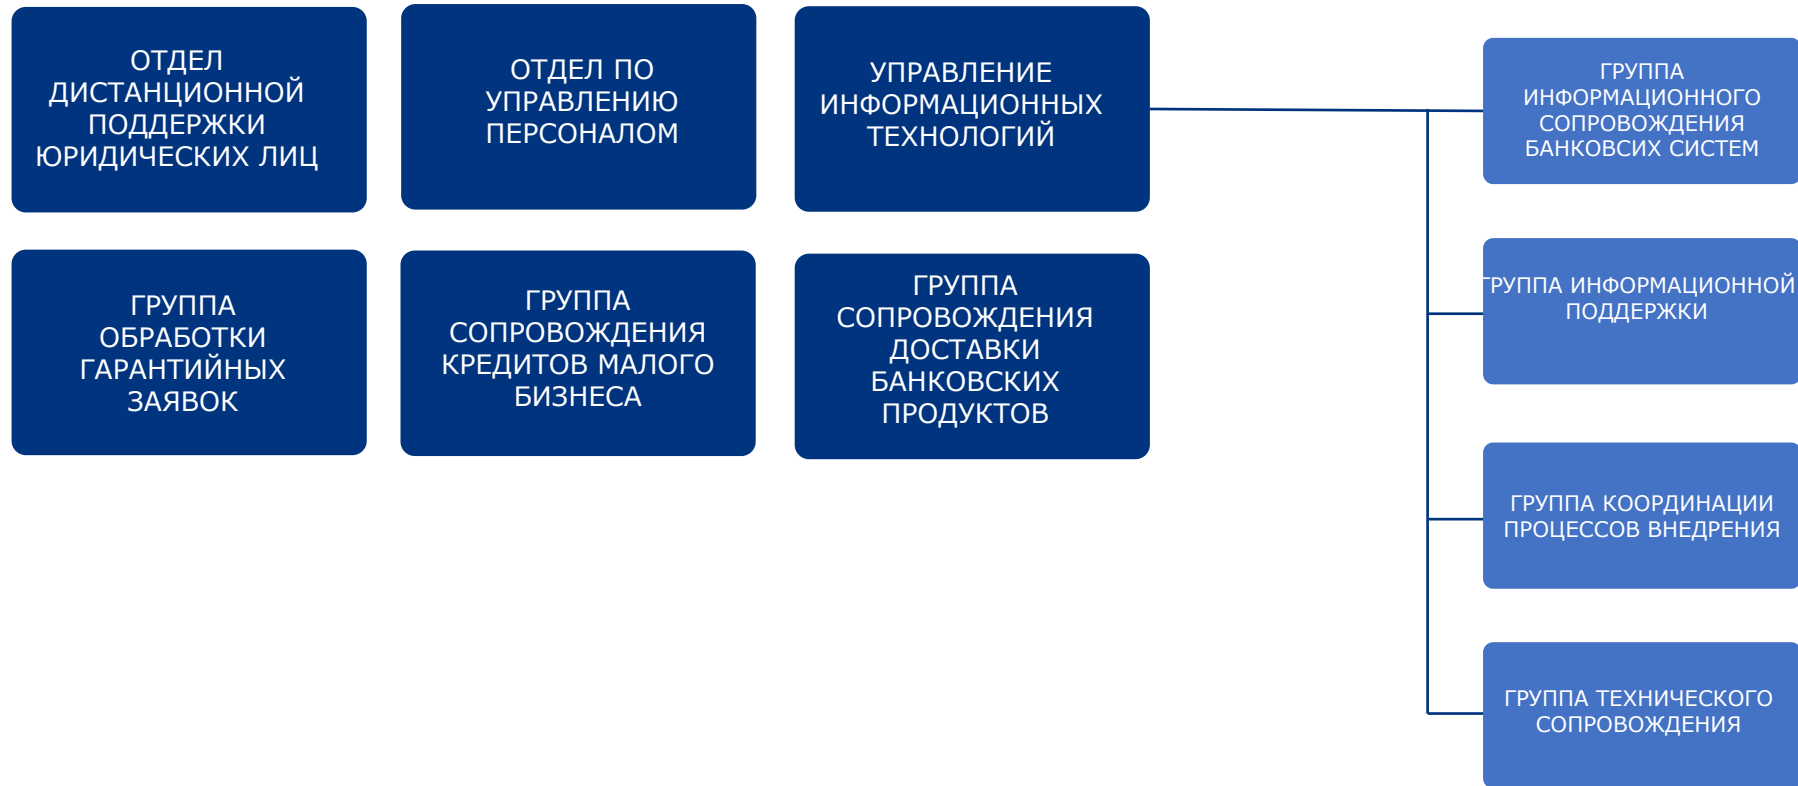 ОТДЕЛ
ДИСТАНЦИОННОЙ
ПОДДЕРЖКИ
ЮРИДИЧЕСКИХ ЛИЦ
ОТДЕЛ ПО
УПРАВЛЕНИЮ
ПЕРСОНАЛОМ
УПРАВЛЕНИЕ
ИНФОРМАЦИОННЫХ
ТЕХНОЛОГИЙ
ГРУППА
ИНФОРМАЦИОННОГО
СОПРОВОЖДЕНИЯ
БАНКОВСИХ СИСТЕМ
ГРУППА
ОБРАБОТКИ
ГАРАНТИЙНЫХ
ЗАЯВОК
ГРУППА
СОПРОВОЖДЕНИЯ
КРЕДИТОВ МАЛОГО
БИЗНЕСА
ГРУППА
СОПРОВОЖДЕНИЯ
ДОСТАВКИ
БАНКОВСКИХ
ПРОДУКТОВ
ГРУППА ИНФОРМАЦИОННОЙ
ПОДДЕРЖКИ
ГРУППА КООРДИНАЦИИ
ПРОЦЕССОВ ВНЕДРЕНИЯ
ГРУППА ТЕХНИЧЕСКОГО
СОПРОВОЖДЕНИЯ